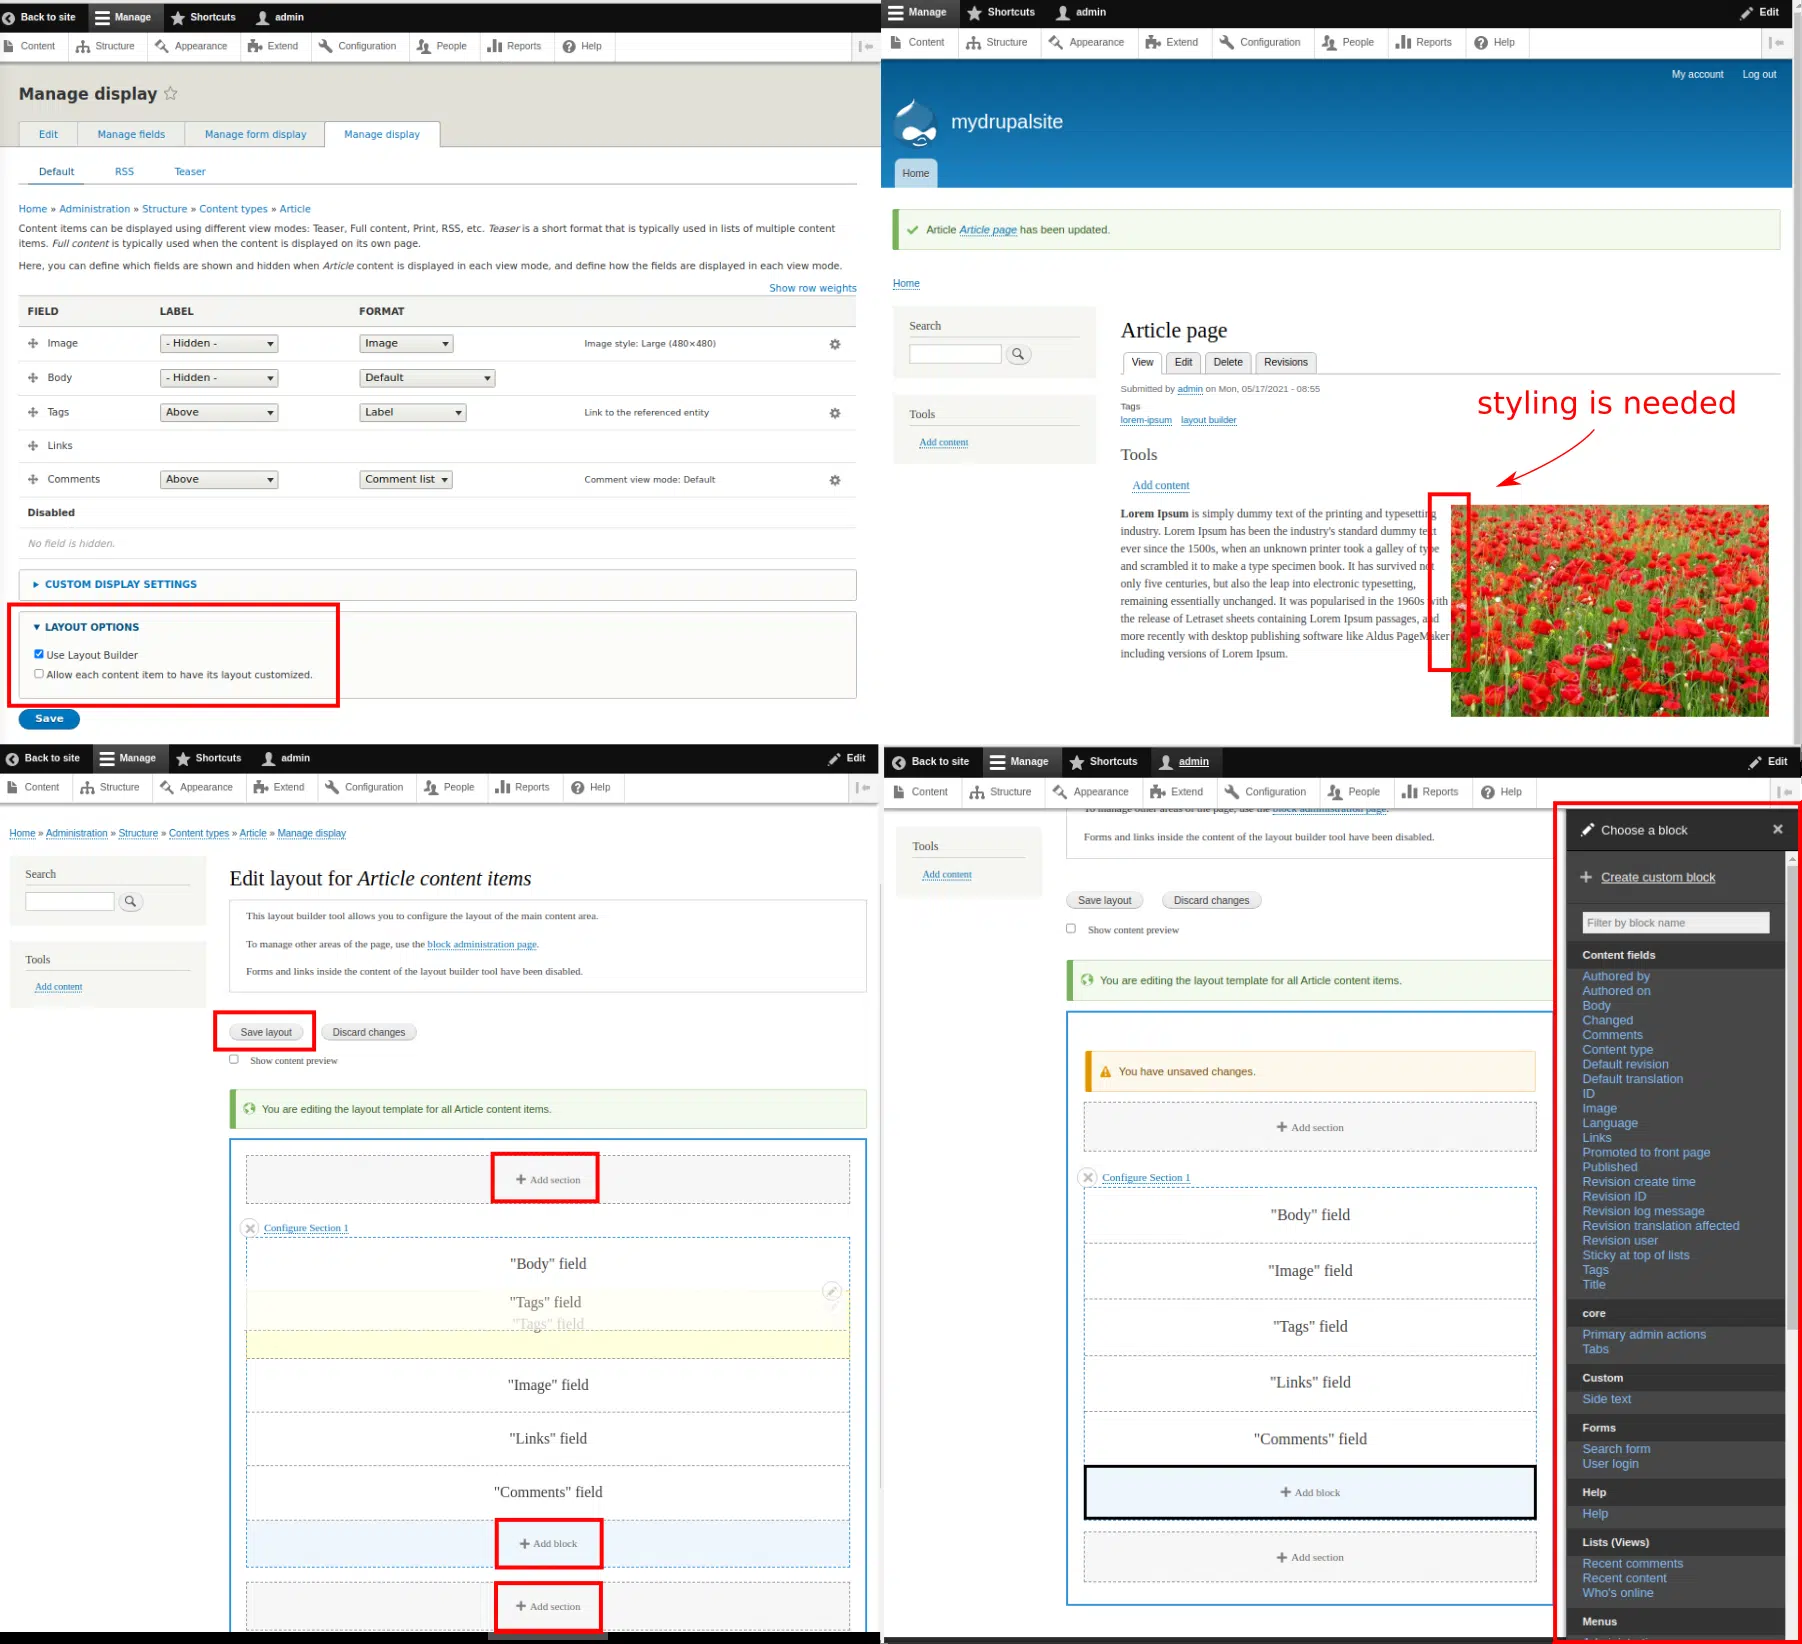 Back to site Manage Shortcuts admin
Content Structure Appearance Extend Configuration People Reports Help
Manage display
Edit Manage fields Manage form display Manage display
Default RSS Teaser
Home » Administration » Structure » Content types » Article
Content items can be displayed using different view modes: Teaser, Full content, Print, RSS, etc. Teaser is a short format that is typically used in lists of multiple content
items. Full content is typically used when the content is displayed on its own page.
Here, you can define which fields are shown and hidden when Article content is displayed in each view mode, and define how the fields are displayed in each view mode.
Show row weights
FIELD LABEL FORMAT
Image - Hidden - Image Image style: Large (480×480)
Body - Hidden - Default
Tags Above Label Link to the referenced entity
Links
Comments Above Comment list Comment view mode: Default
Disabled
No field is hidden.
CUSTOM DISPLAY SETTINGS
LAYOUT OPTIONS
Use Layout Builder
Allow each content item to have its layout customized.
Save
Manage Shortcuts admin Edit
Content Structure Appearance Extend Configuration People Reports Help
My account Log out
mydrupalsite
Home
Article Article page has been updated.
Home
Search
Tools
Add content
Article page
View Edit Delete Revisions
Submitted by admin on Mon, 05/17/2021 - 08:55
Tags
lorem-ipsum layout builder
styling is needed
Tools
Add content
Lorem Ipsum is simply dummy text of the printing and typesetting
industry. Lorem Ipsum has been the industry's standard dummy text
ever since the 1500s, when an unknown printer took a galley of type
and scrambled it to make a type specimen book. It has survived not
only five centuries, but also the leap into electronic typesetting,
remaining essentially unchanged. It was popularised in the 1960s with
the release of Letraset sheets containing Lorem Ipsum passages, and
more recently with desktop publishing software like Aldus PageMaker
including versions of Lorem Ipsum.
Back to site Manage Shortcuts admin Edit
Content Structure Appearance Extend Configuration People Reports Help
Home » Administration » Structure » Content types » Article » Manage display
Search
Tools
Add content
Edit layout for Article content items
This layout builder tool allows you to configure the layout of the main content area.
To manage other areas of the page, use the block administration page.
Forms and links inside the content of the layout builder tool have been disabled.
Save layout Discard changes
Show content preview
You are editing the layout template for all Article content items.
+ Add section
Configure Section 1
"Body" field
"Tags" field
"Tags" field
"Image" field
"Links" field
"Comments" field
+ Add block
+ Add section
Back to site Manage Shortcuts admin Edit
Content Structure Appearance Extend Configuration People Reports Help
Tools
Add content
To manage other areas of the page, use the block administration page.
Forms and links inside the content of the layout builder tool have been disabled.
Save layout Discard changes
Show content preview
You are editing the layout template for all Article content items.
You have unsaved changes.
+ Add section
Configure Section 1
"Body" field
"Image" field
"Tags" field
"Links" field
"Comments" field
+ Add block
+ Add section
Choose a block
+ Create custom block
Filter by block name
Content fields
Authored by
Authored on
Body
Changed
Comments
Content type
Default revision
Default translation
ID
Image
Language
Links
Promoted to front page
Published
Revision create time
Revision ID
Revision log message
Revision translation affected
Revision user
Sticky at top of lists
Tags
Title
core
Primary admin actions
Tabs
Custom
Side text
Forms
Search form
User login
Help
Help
Lists (Views)
Recent comments
Recent content
Who's online
Menus